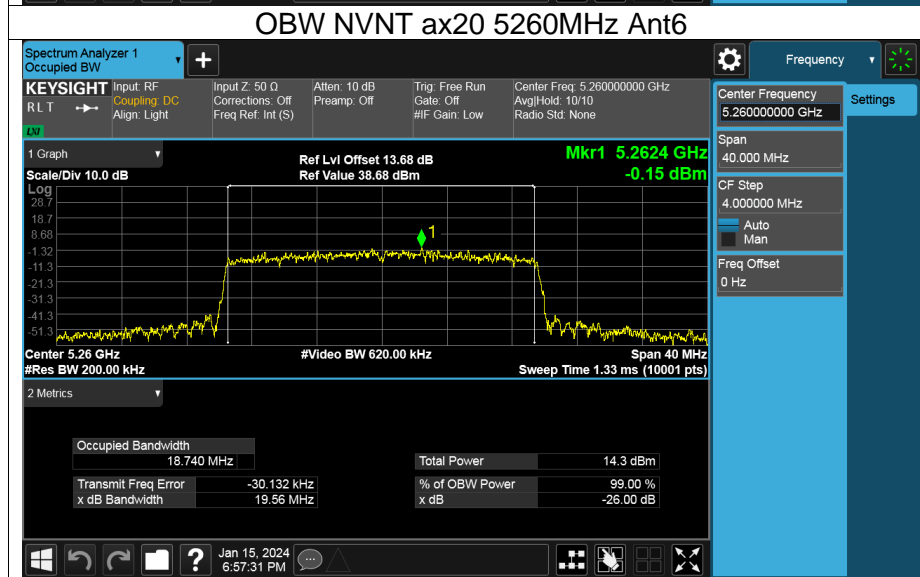 OBW NVNT ax20 5260MHz Ant6
Spectrum Analyzer 1
Occupied BW
+
Frequency
KEYSIGHT
R L T
LXI
Input: RF
Coupling: DC
Align: Light
Input Z: 50 Ω
Corrections: Off
Freq Ref: Int (S)
Atten: 10 dB
Preamp: Off
Trig: Free Run
Gate: Off
#IF Gain: Low
Center Freq: 5.260000000 GHz
Avg|Hold: 10/10
Radio Std: None
Center Frequency
5.260000000 GHz
Settings
Span
40.000 MHz
CF Step
4.000000 MHz
Auto
Man
Freq Offset
0 Hz
1 Graph
Scale/Div 10.0 dB
Ref Lvl Offset 13.68 dB
Ref Value 38.68 dBm
Mkr1 5.2624 GHz
-0.15 dBm
Log
28.7
18.7
8.68
-1.32
-11.3
-21.3
-31.3
-41.3
-51.3
1
Center 5.26 GHz
#Video BW 620.00 kHz
Span 40 MHz
#Res BW 200.00 kHz
Sweep Time 1.33 ms (10001 pts)
2 Metrics
Occupied Bandwidth
18.740 MHz
Total Power 14.3 dBm
Transmit Freq Error -30.132 kHz
% of OBW Power 99.00 %
x dB Bandwidth 19.56 MHz
x dB -26.00 dB
?
Jan 15, 2024
6:57:31 PM